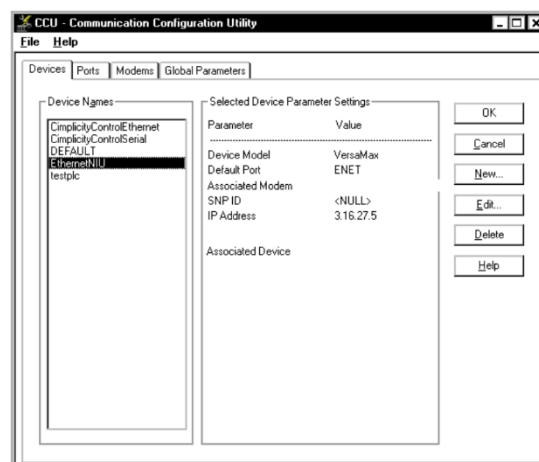 CCU - Communication Configuration Utility
File Help
Devices Ports Modems Global Parameters
Device Names
CimplicityControlEthernet
CimplicityControlSerial
DEFAULT
EthernetNIU
testplc
Selected Device Parameter Settings
Parameter Value
Device Model VersaMax
Default Port ENET
Associated Modem
SNP ID <NULL>
IP Address 3.16.27.5
Associated Device
OK
Cancel
New...
Edit...
Delete
Help